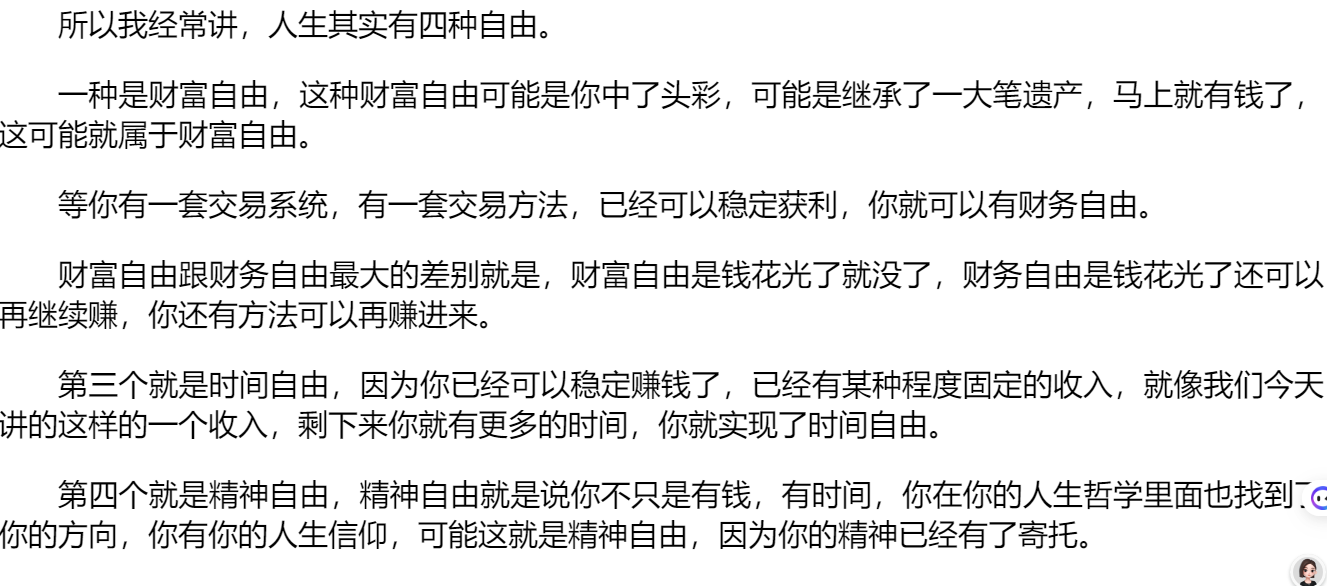 所以我经常讲，人生其实有四种自由。
一种是财富自由，这种财富自由可能是你中了头彩，可能是继承了一大笔遗产，马上就有钱了，
这可能就属于财富自由。
等你有一套交易系统，有一套交易方法，已经可以稳定获利，你就可以有财务自由。
财富自由跟财务自由最大的差别就是，财富自由是钱花光了就没了，财务自由是钱花光了还可以
再继续赚，你还有方法可以再赚进来。
第三个就是时间自由，因为你已经可以稳定赚钱了，已经有某种程度固定的收入，就像我们今天
讲的这样的一个收入，剩下来你就有更多的时间，你就实现了时间自由。
第四个就是精神自由，精神自由就是说你不只是有钱，有时间，你在你的人生哲学里面也找到了
你的方向，你有你的人生信仰，可能这就是精神自由，因为你的精神已经有了寄托。